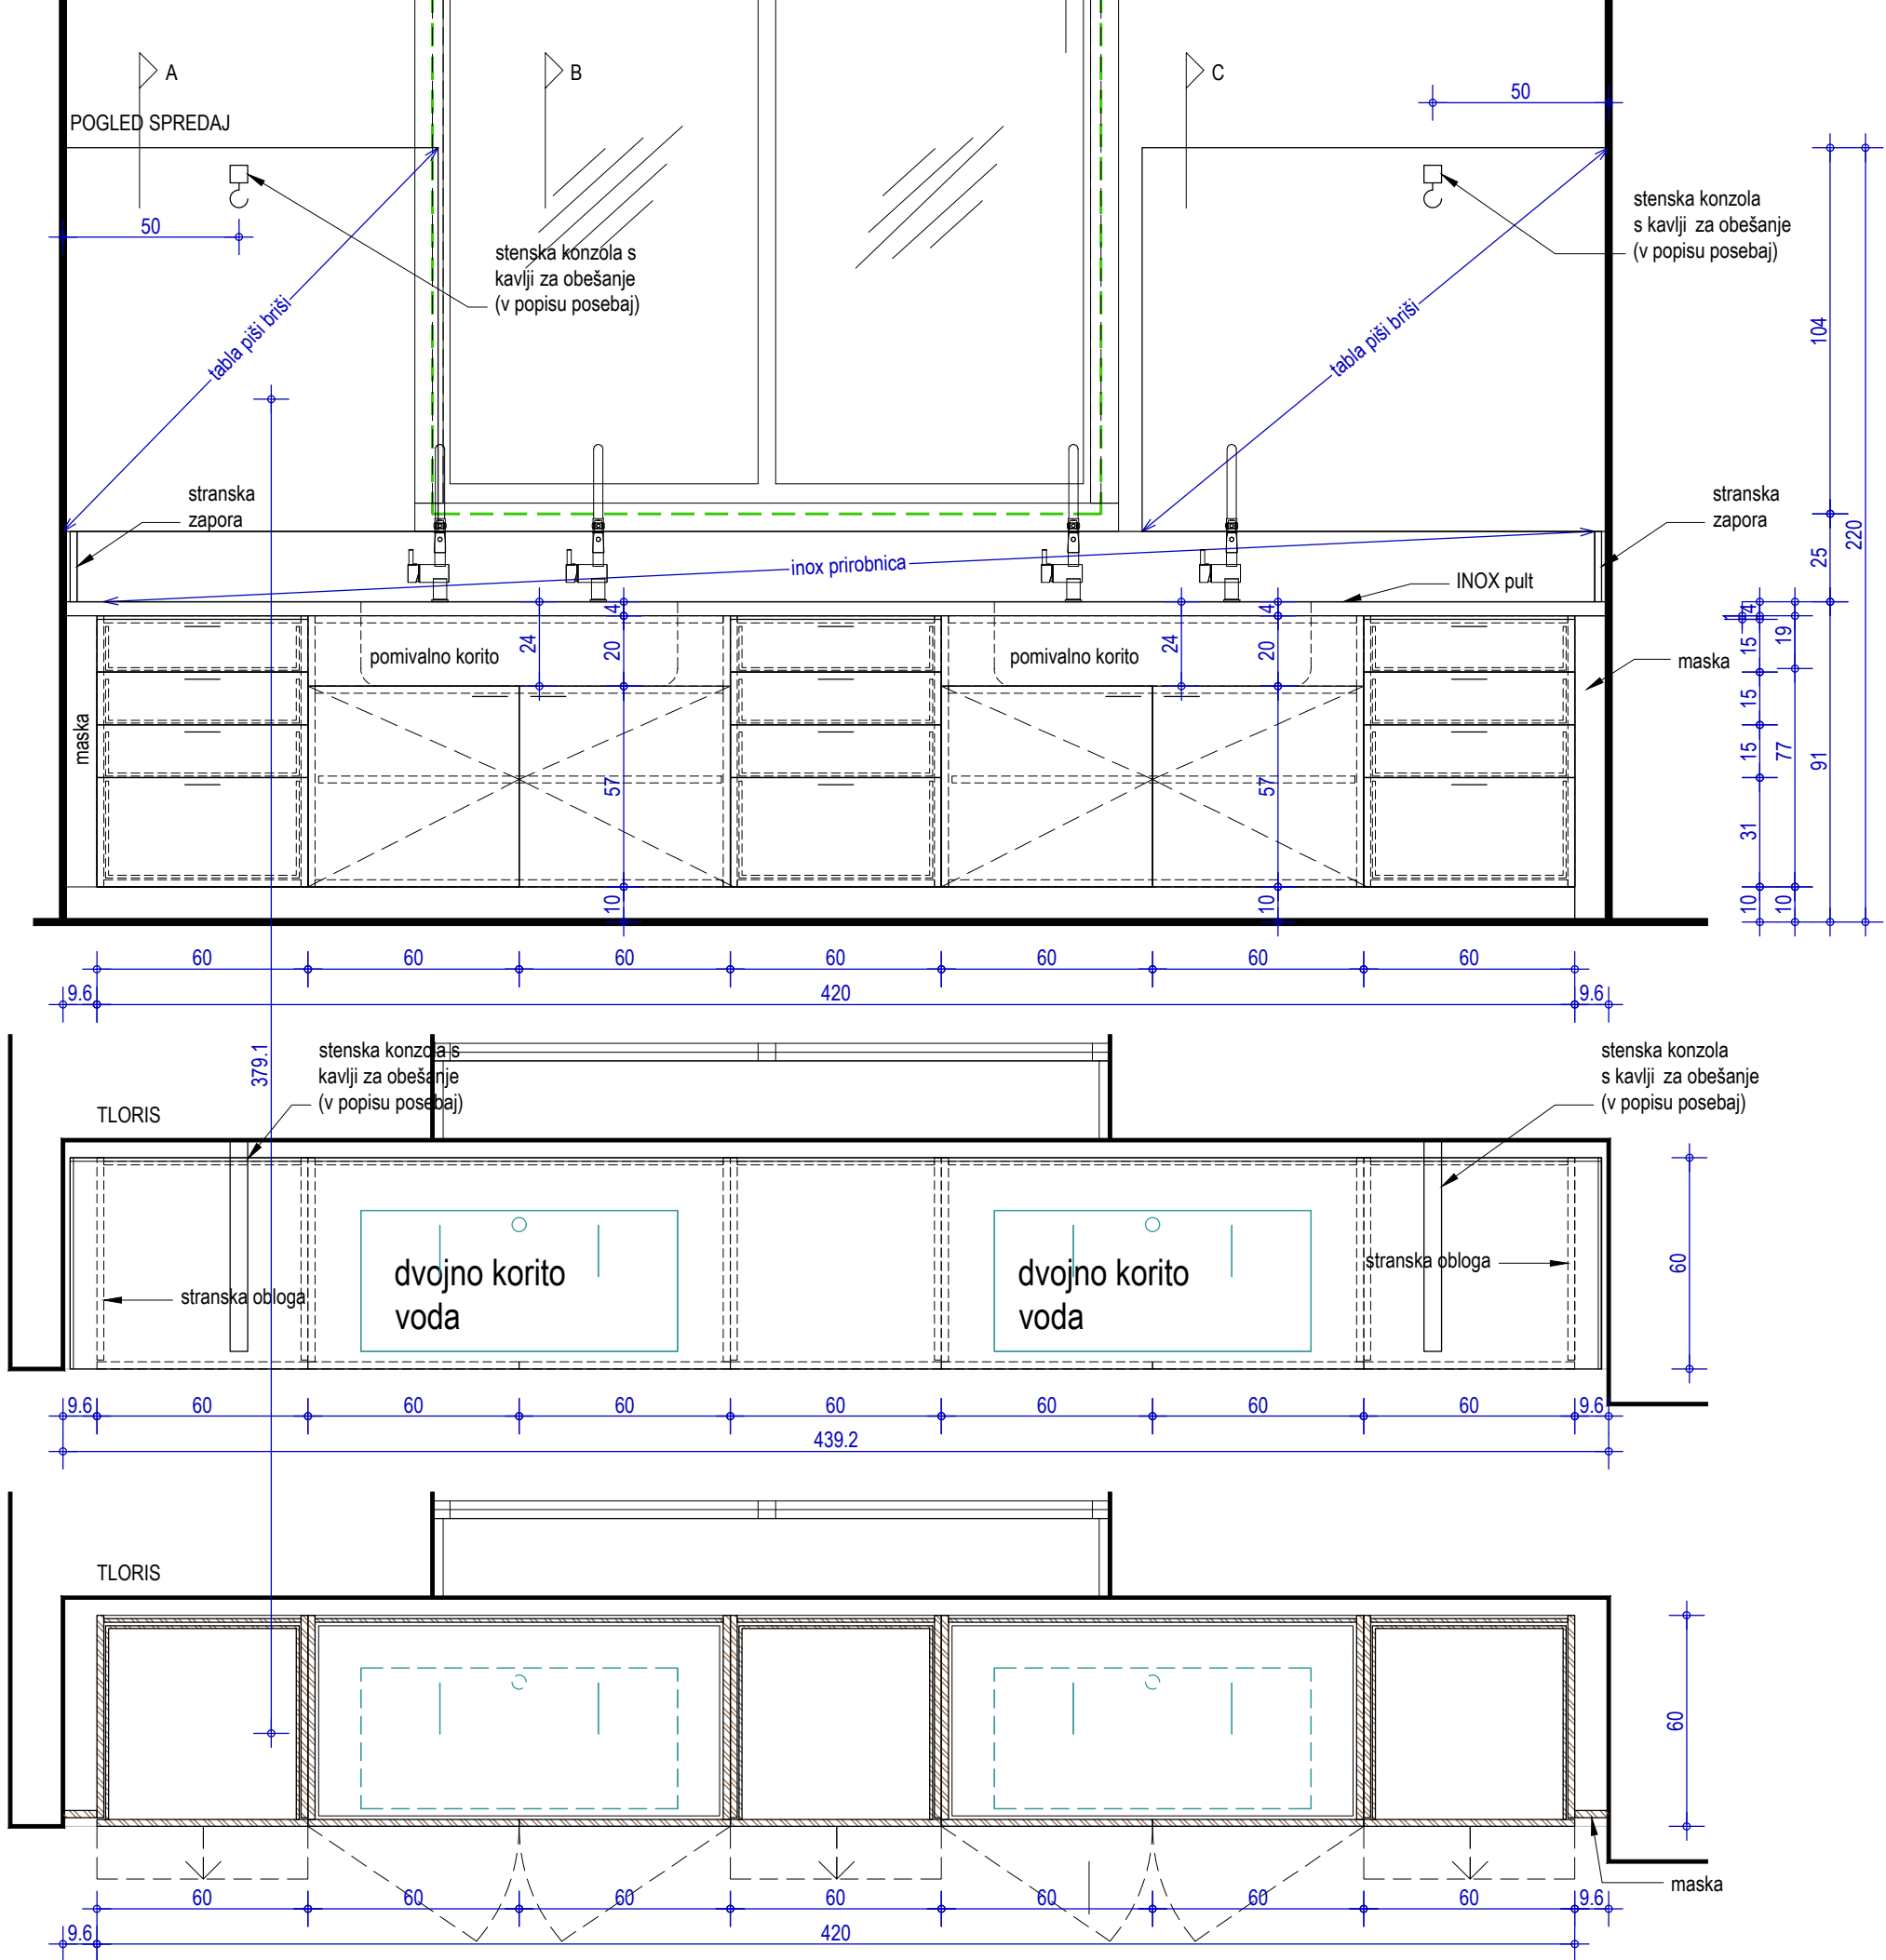 A
B
C
50
POGLED SPREDAJ
50
stenska konzola s
kavlji za obešanje
(v popisu posebaj)
stenska konzola
s kavlji za obešanje
(v popisu posebaj)
tabla piši briši
tabla piši briši
104
220
25
stranska
zapora
stranska
zapora
inox prirobnica
INOX pult
4
24
20
4
24
20
4
15
19
pomivalno korito
pomivalno korito
maska
maska
15
15
77
91
57
57
31
10
10
10
10
60
60
60
60
60
60
60
9.6
420
9.6
379.1
stenska konzola s
kavlji za obešanje
(v popisu posebaj)
stenska konzola
s kavlji za obešanje
(v popisu posebaj)
TLORIS
dvojno korito
voda
dvojno korito
voda
stranska obloga
stranska obloga
60
9.6
60
60
60
60
60
60
60
9.6
439.2
TLORIS
60
maska
60
60
60
60
60
60
60
9.6
9.6
420